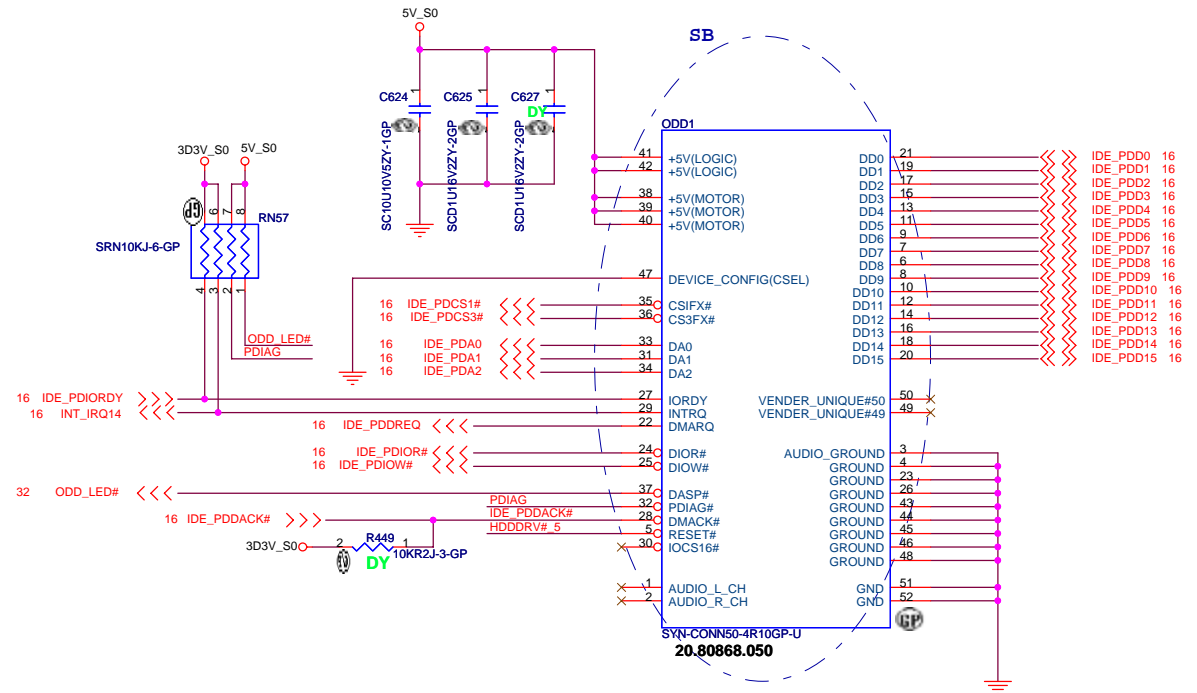 5V_S0
SB
C624 1
C625 1
C627 1
DY
SC10U10V5ZY-1GP
SCD1U16V2ZY-2GP
SCD1U16V2ZY-2GP
2
2
2
3D3V_S0
5V_S0
GP
6
7
8
RN57
SRN10KJ-6-GP
4
3
2
1
ODD_LED#
PDIAG
ODD1
41 +5V(LOGIC)
42 +5V(LOGIC)
38 +5V(MOTOR)
39 +5V(MOTOR)
40 +5V(MOTOR)
47 DEVICE_CONFIG(CSEL)
16 IDE_PDCS1# 35 CSIFX#
16 IDE_PDCS3# 36 CS3FX#
16 IDE_PDA0 33 DA0
16 IDE_PDA1 31 DA1
16 IDE_PDA2 34 DA2
16 IDE_PDIORDY 27 IORDY
16 INT_IRQ14 29 INTRQ
16 IDE_PDDREQ 22 DMARQ
16 IDE_PDIOR# 24 DIOR#
16 IDE_PDIOW# 25 DIOW#
32 ODD_LED# 37 DASP#
PDIAG 32 PDIAG#
16 IDE_PDDACK# IDE_PDDACK# 28 DMACK#
HDDDRV#_5 5 RESET#
30 IOCS16#
3D3V_S0 2 R449 1 10KR2J-3-GP
2
DY
1 AUDIO_L_CH
2 AUDIO_R_CH
DD0 21 IDE_PDD0 16
DD1 19 IDE_PDD1 16
DD2 17 IDE_PDD2 16
DD3 15 IDE_PDD3 16
DD4 13 IDE_PDD4 16
DD5 11 IDE_PDD5 16
DD6 9 IDE_PDD6 16
DD7 7 IDE_PDD7 16
DD8 6 IDE_PDD8 16
DD9 8 IDE_PDD9 16
DD10 10 IDE_PDD10 16
DD11 12 IDE_PDD11 16
DD12 14 IDE_PDD12 16
DD13 16 IDE_PDD13 16
DD14 18 IDE_PDD14 16
DD15 20 IDE_PDD15 16
VENDER_UNIQUE#50 50
VENDER_UNIQUE#49 49
AUDIO_GROUND 3
GROUND 4
GROUND 23
GROUND 26
GROUND 43
GROUND 44
GROUND 45
GROUND 46
GROUND 48
GND 51
GND 52
GP
SYN-CONN50-4R10GP-U
20.80868.050